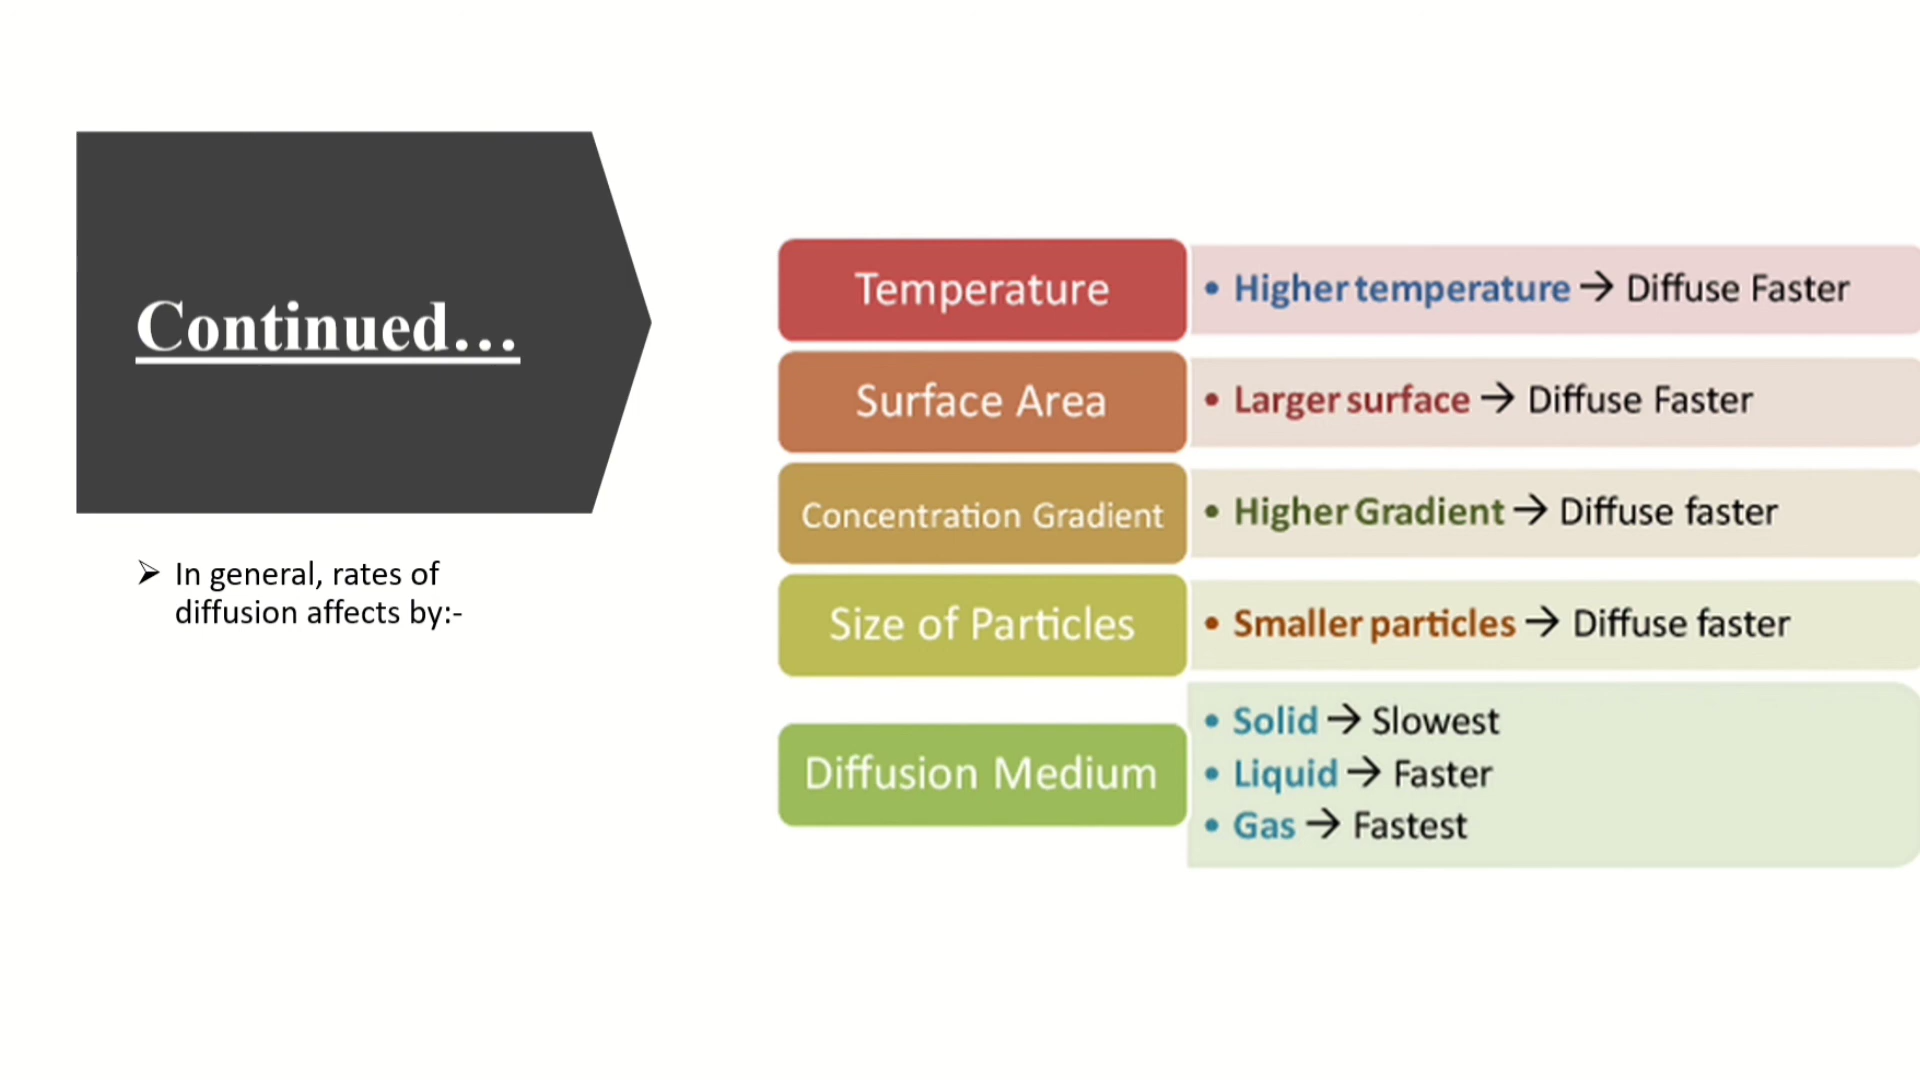 Continued...
➤ In general, rates of
diffusion affects by:-
Temperature
• Higher temperature → Diffuse Faster
Surface Area
• Larger surface → Diffuse Faster
Concentration Gradient
• Higher Gradient → Diffuse faster
Size of Particles
• Smaller particles → Diffuse faster
Diffusion Medium
• Solid → Slowest
• Liquid → Faster
• Gas → Fastest